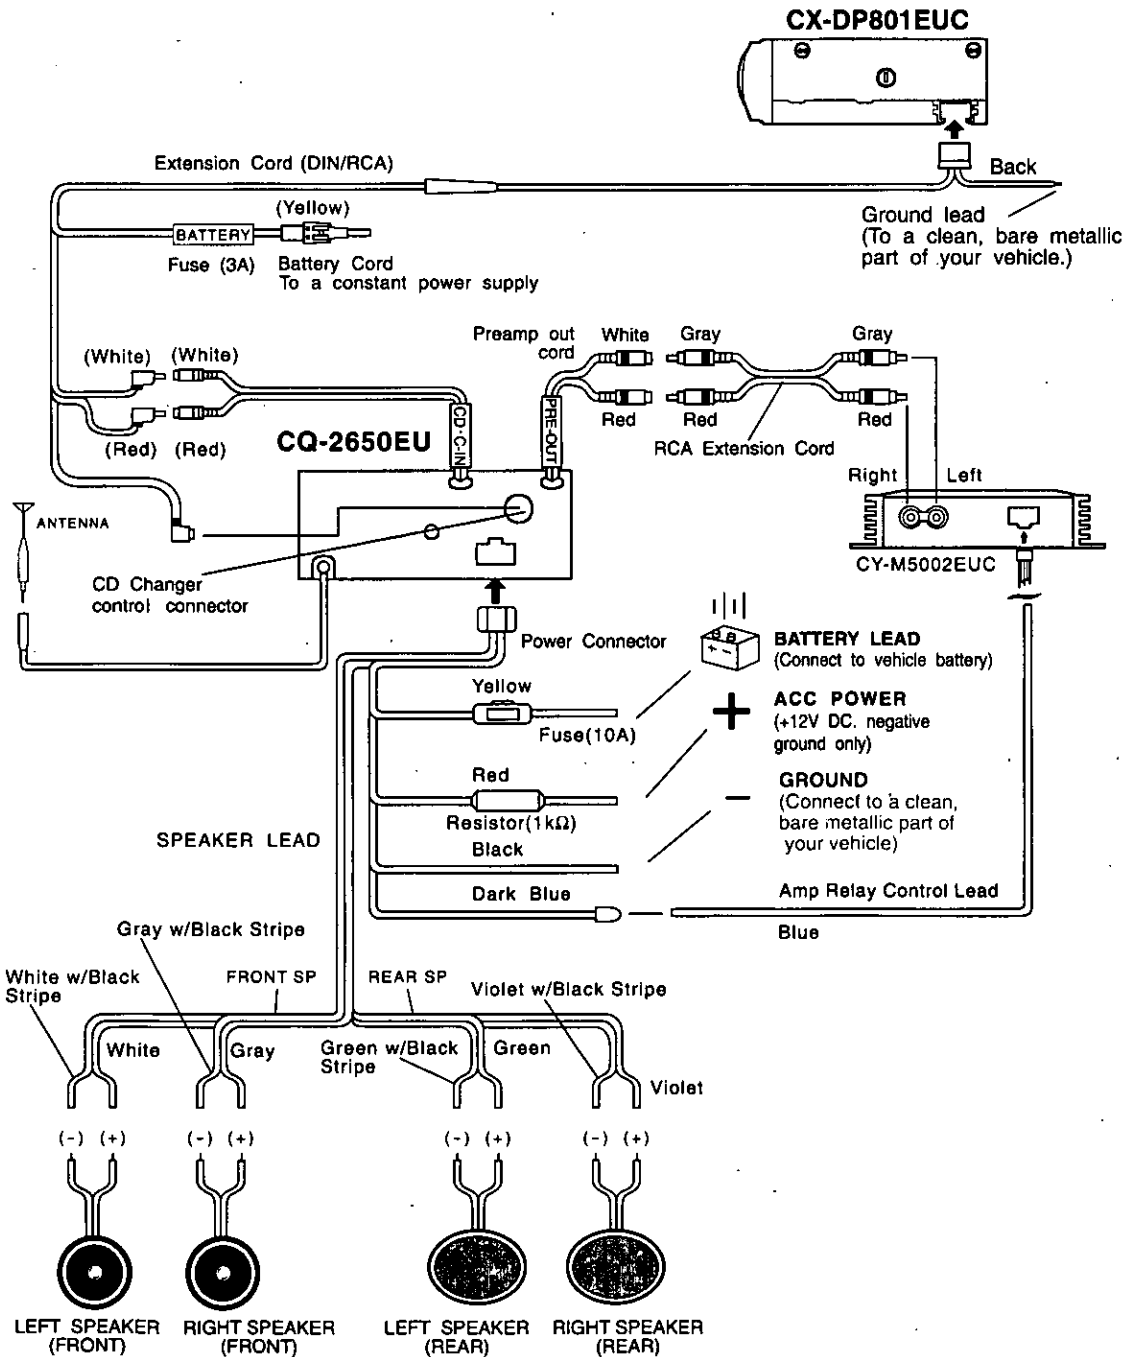 CX-DP801EUC
Extension Cord (DIN/RCA)
Back
Ground lead
(To a clean, bare metallic
part of your vehicle.)
(Yellow)
BATTERY
Fuse (3A)
Battery Cord
To a constant power supply
Preamp out
cord
White
Gray
Gray
(White)
(White)
Red
Red
Red
RCA Extension Cord
(Red)
(Red)
CD·C-IN
PRE-OUT
CQ-2650EU
Right
Left
ANTENNA
CY-M5002EUC
CD Changer
control connector
Power Connector
BATTERY LEAD
(Connect to vehicle battery)
Yellow
Fuse(10A)
+
ACC POWER
(+12V DC. negative
ground only)
Red
Resistor(1kΩ)
−
GROUND
(Connect to a clean,
bare metallic part of
your vehicle)
SPEAKER LEAD
Black
Dark Blue
Amp Relay Control Lead
Blue
Gray w/Black Stripe
White w/Black
Stripe
FRONT SP
REAR SP
Violet w/Black Stripe
White
Gray
Green w/Black
Stripe
Green
Violet
(-) (+)
(-) (+)
(-) (+)
(-) (+)
LEFT SPEAKER
(FRONT)
RIGHT SPEAKER
(FRONT)
LEFT SPEAKER
(REAR)
RIGHT SPEAKER
(REAR)